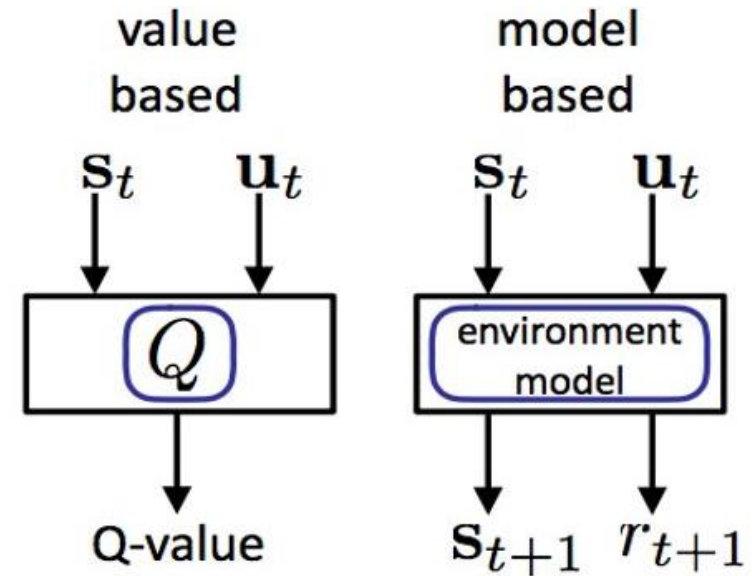 value
based
s_t u_t
Q
Q-value
model
based
s_t u_t
environment
model
s_{t+1} r_{t+1}